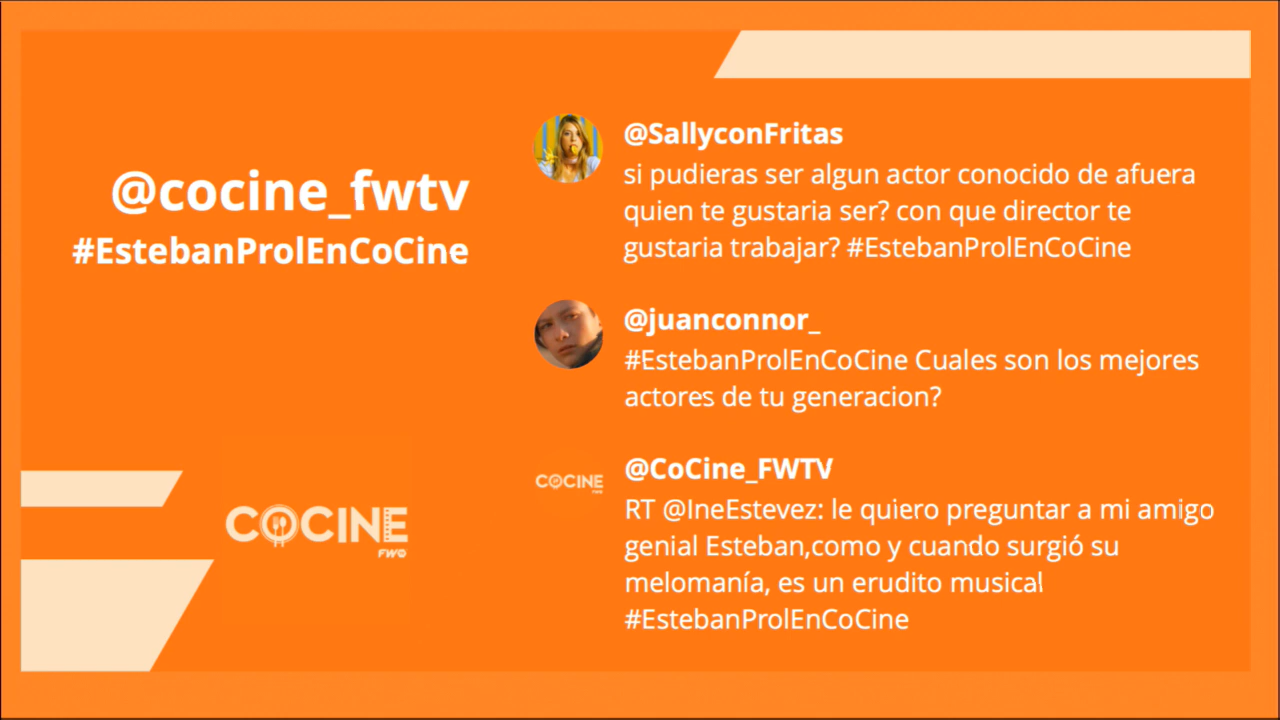 @cocine_fwtv
#EstebanProlEnCoCine
@SallyconFritas
si pudieras ser algun actor conocido de afuera
quien te gustaria ser? con que director te
gustaria trabajar? #EstebanProlEnCoCine
@juanconnor_
#EstebanProlEnCoCine Cuales son los mejores
actores de tu generacion?
COCINE
FWTV
@CoCine_FWTV
RT @IneEstevez: le quiero preguntar a mi amigo
genial Esteban,como y cuando surgió su
melomanía, es un erudito musical
#EstebanProlEnCoCine
COCINE